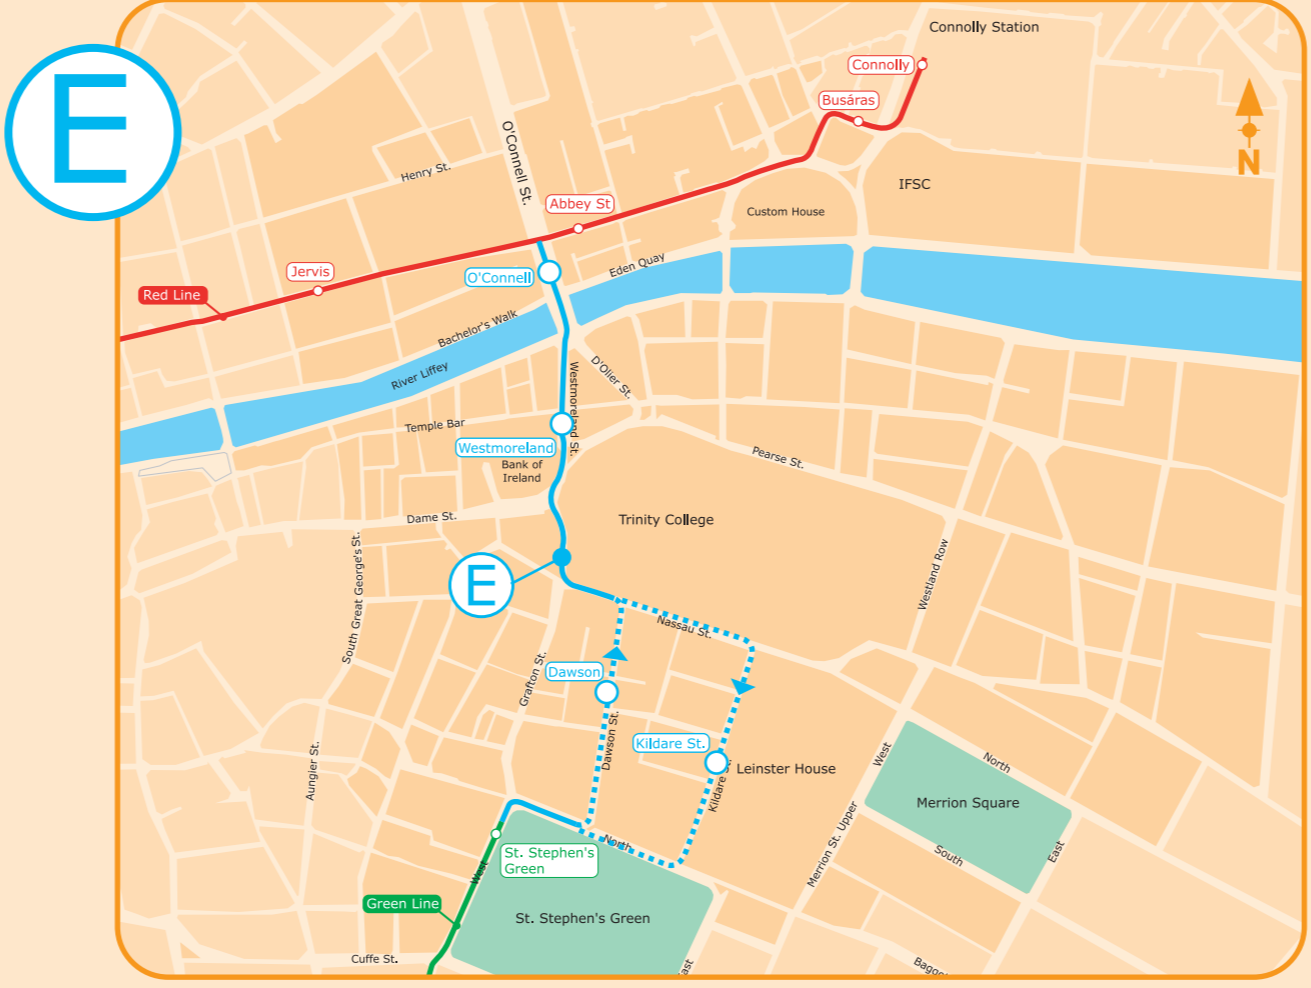 E
Connolly Station
Connolly
Busáras
N
O'Connell St.
Henry St.
IFSC
Abbey St
Custom House
Eden Quay
Jervis
O'Connell
Red Line
Bachelor's Walk
River Liffey
D'Olier St.
Westmoreland St.
Temple Bar
Westmoreland
Bank of
Ireland
Pearse St.
Dame St.
Trinity College
South Great George's St.
Westland Row
E
Nassau St.
Grafton St.
Dawson
Dawson St.
Kildare St.
Kildare
Leinster House
Aungier St.
West
North
Merrion Square
Merrion St. Upper
South
East
North
St. Stephen's
Green
West
Green Line
St. Stephen's Green
Cuffe St.